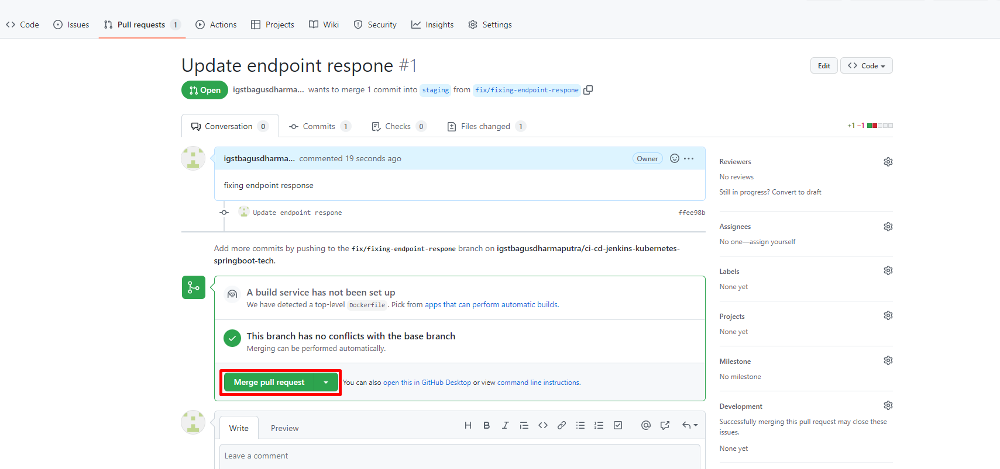 Code Issues Pull requests 1 Actions Projects Wiki Security Insights Settings
Update endpoint respone #1
Edit Code
Open igstbagusdharma... wants to merge 1 commit into staging from fix/fixing-endpoint-respone
Conversation 0 Commits 1 Checks 0 Files changed 1
+1 −1
igstbagusdharma... commented 19 seconds ago Owner
fixing endpoint response
Update endpoint respone ffee98b
Add more commits by pushing to the fix/fixing-endpoint-respone branch on igstbagusdharmaputra/ci-cd-jenkins-kubernetes-
springboot-tech.
A build service has not been set up
We have detected a top-level Dockerfile. Pick from apps that can perform automatic builds.
This branch has no conflicts with the base branch
Merging can be performed automatically.
Merge pull request You can also open this in GitHub Desktop or view command line instructions.
Write Preview
Leave a comment
Reviewers
No reviews
Still in progress? Convert to draft
Assignees
No one—assign yourself
Labels
None yet
Projects
None yet
Milestone
No milestone
Development
Successfully merging this pull request may close these
issues.
None yet